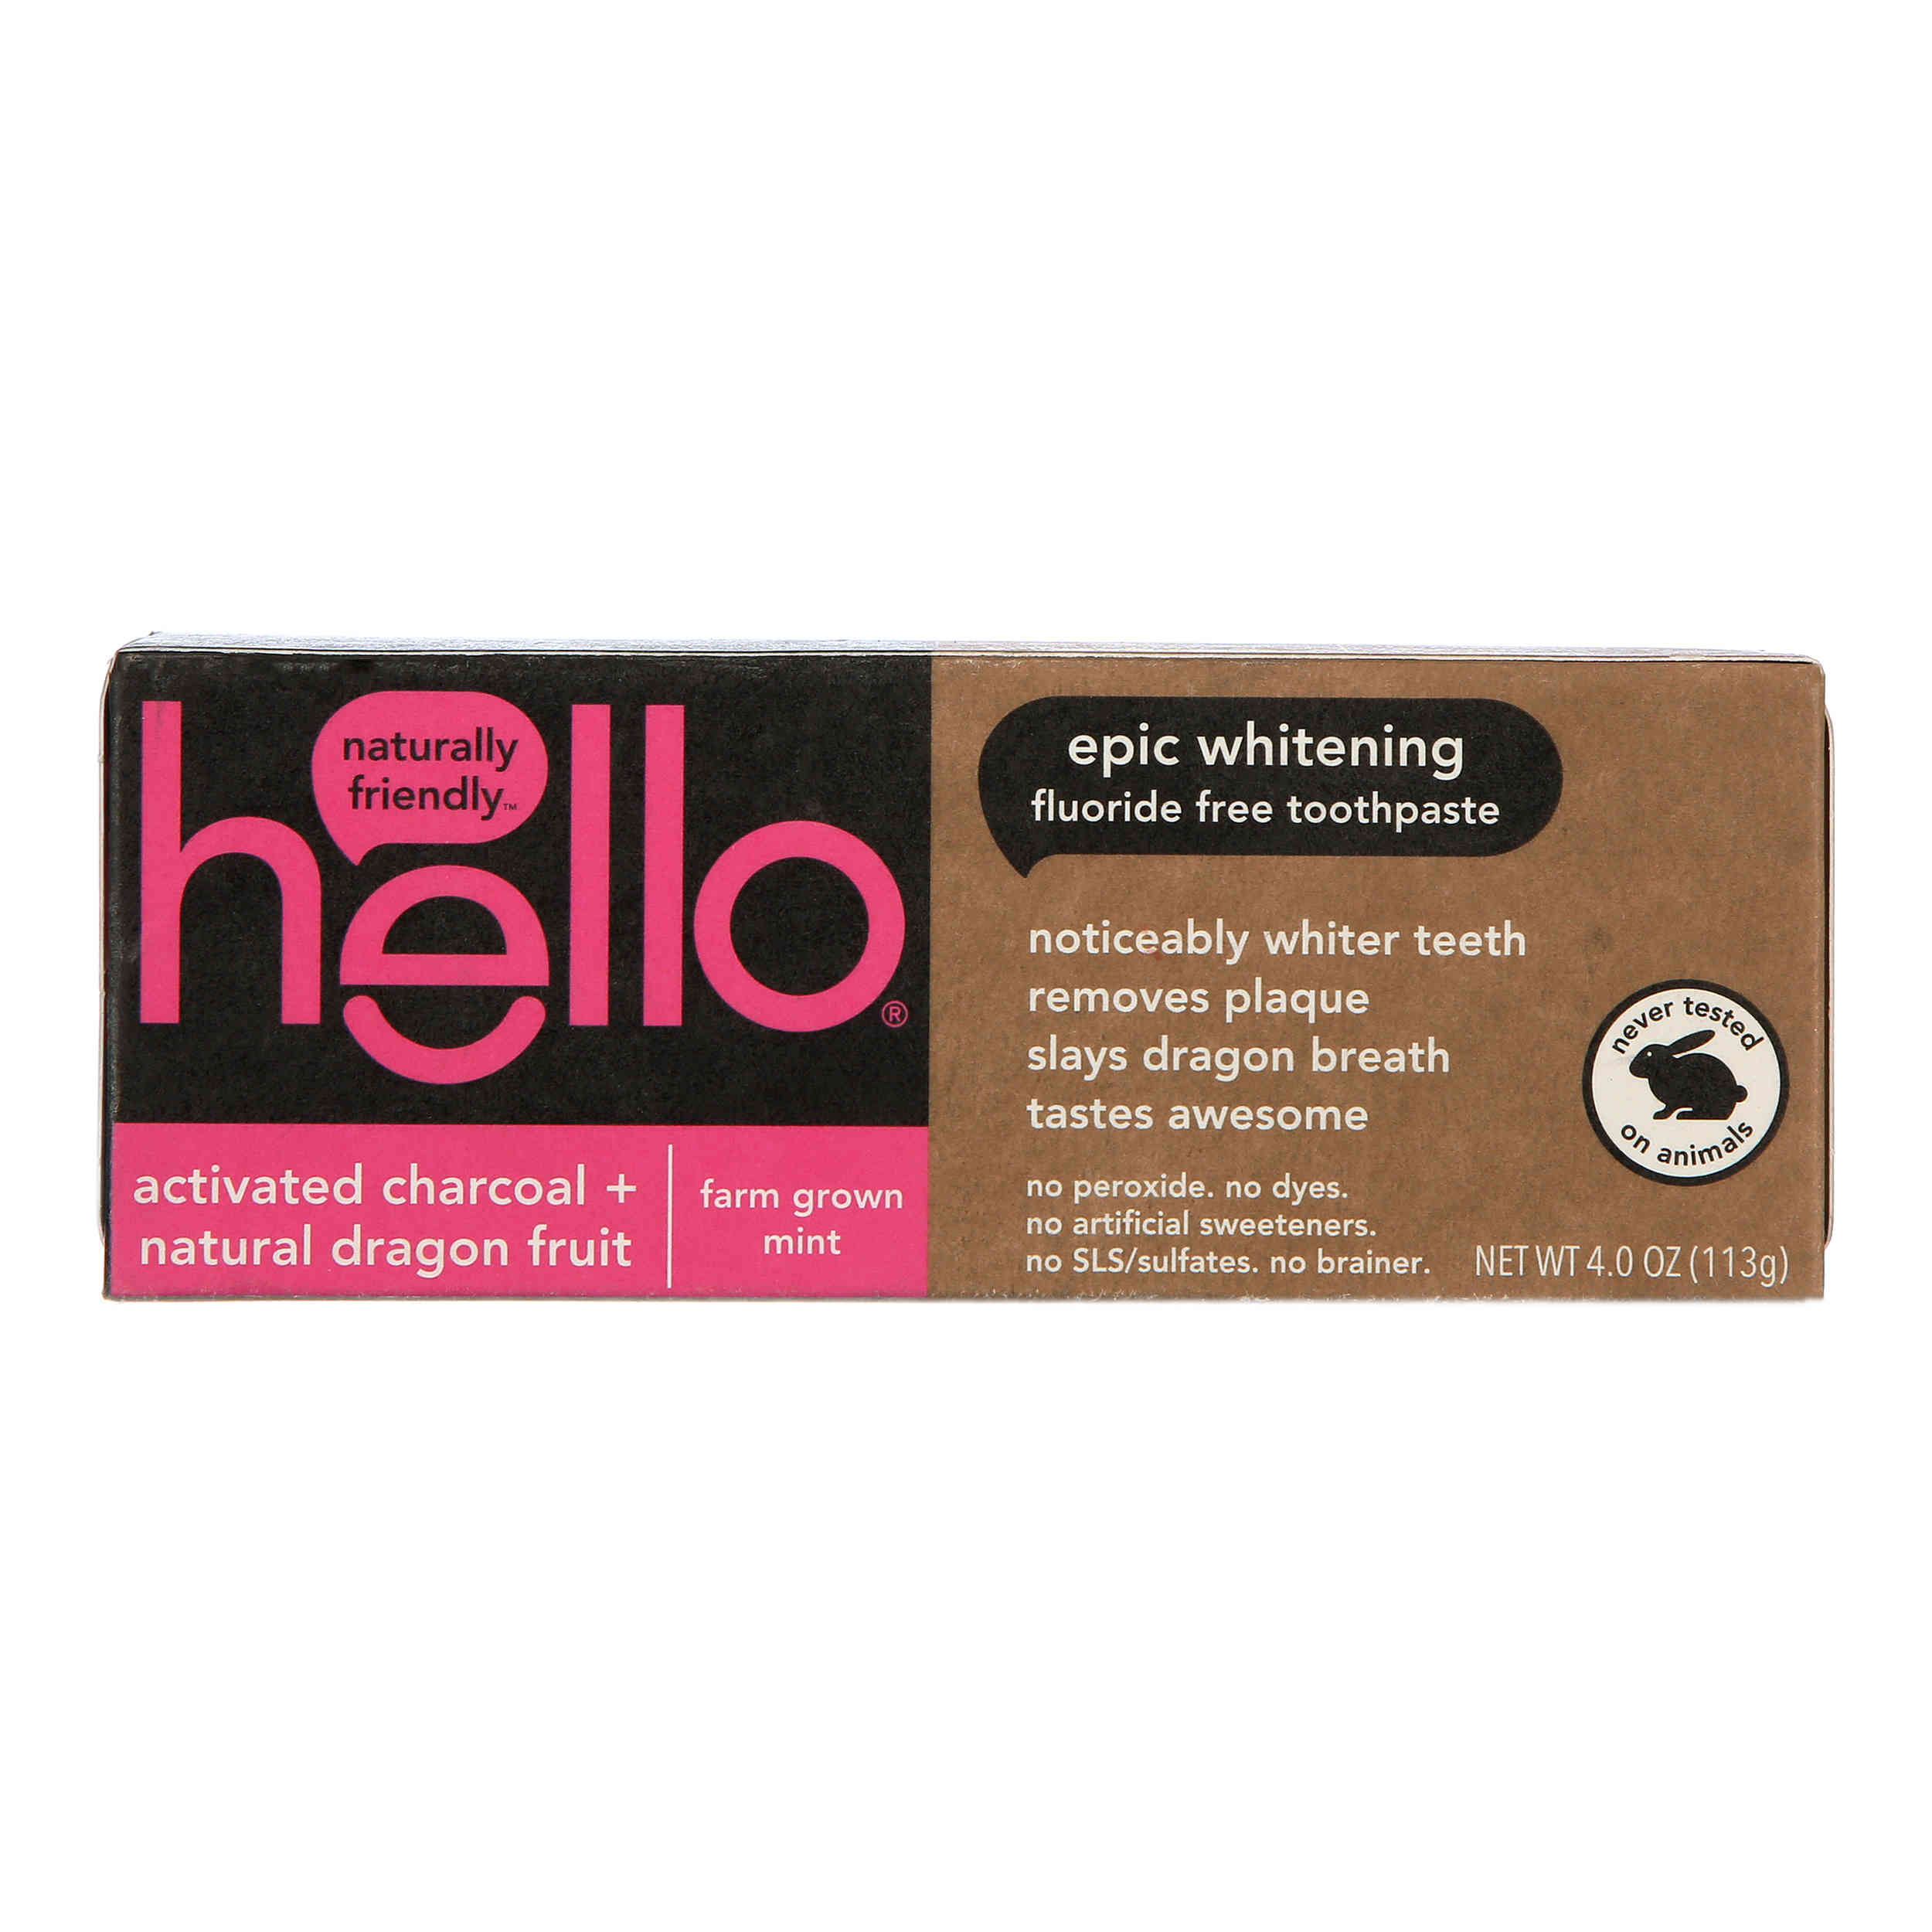 naturally
friendly™
hello®
activated charcoal +
natural dragon fruit
farm grown
mint
epic whitening
fluoride free toothpaste
noticeably whiter teeth
removes plaque
slays dragon breath
tastes awesome
never tested
on animals
no peroxide. no dyes.
no artificial sweeteners.
no SLS/sulfates. no brainer.
NET WT 4.0 OZ (113g)